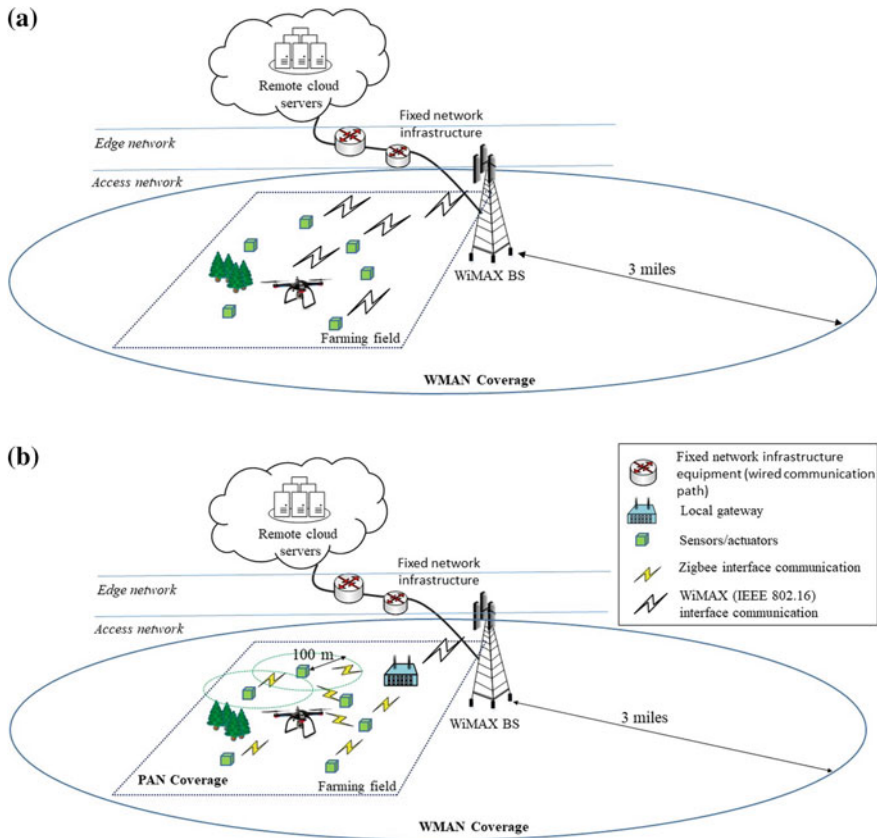 (a)
Remote cloud
servers
Fixed network
infrastructure
Edge network
Access network
WiMAX BS
3 miles
Farming field
WMAN Coverage
(b)
Fixed network infrastructure
equipment (wired communication
path)
Local gateway
Sensors/actuators
Zigbee interface communication
WiMAX (IEEE 802.16)
interface communication
Remote cloud
servers
Fixed network
infrastructure
Edge network
Access network
100 m
WiMAX BS
3 miles
PAN Coverage
Farming field
WMAN Coverage